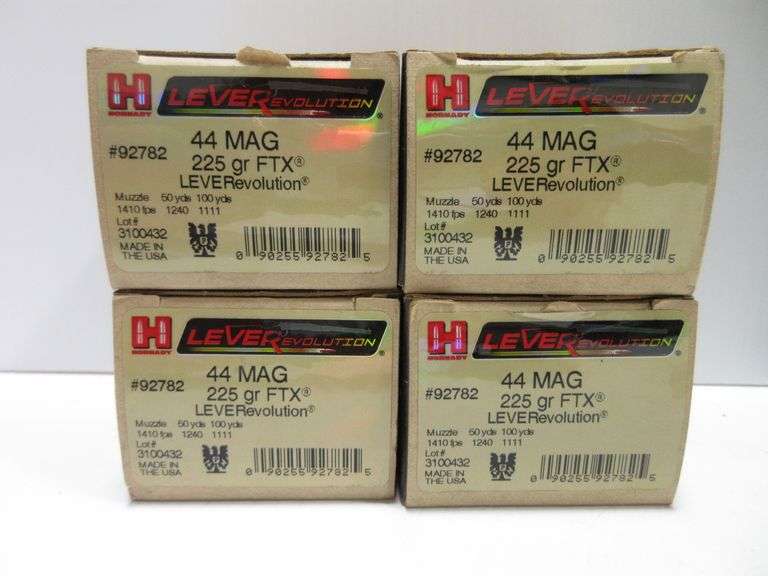 H
HORNADY
LEVERevolution®
44 MAG
#92782
225 gr FTX®
LEVERevolution®
Muzzle 50 yds 100 yds
1410 fps 1240 1111
Lot#
3100432
MADE IN
THE USA
0 90255 92782 5
H
HORNADY
LEVERevolution®
44 MAG
#92782
225 gr FTX®
LEVERevolution®
Muzzle 50 yds 100 yds
1410 fps 1240 1111
Lot#
3100432
MADE IN
THE USA
0 90255 92782 5
H
HORNADY
LEVERevolution®
44 MAG
#92782
225 gr FTX®
LEVERevolution®
Muzzle 50 yds 100 yds
1410 fps 1240 1111
Lot#
3100432
MADE IN
THE USA
0 90255 92782 5
H
HORNADY
LEVERevolution®
44 MAG
#92782
225 gr FTX®
LEVERevolution®
Muzzle 50 yds 100 yds
1410 fps 1240 1111
Lot#
3100432
MADE IN
THE USA
0 90255 92782 5